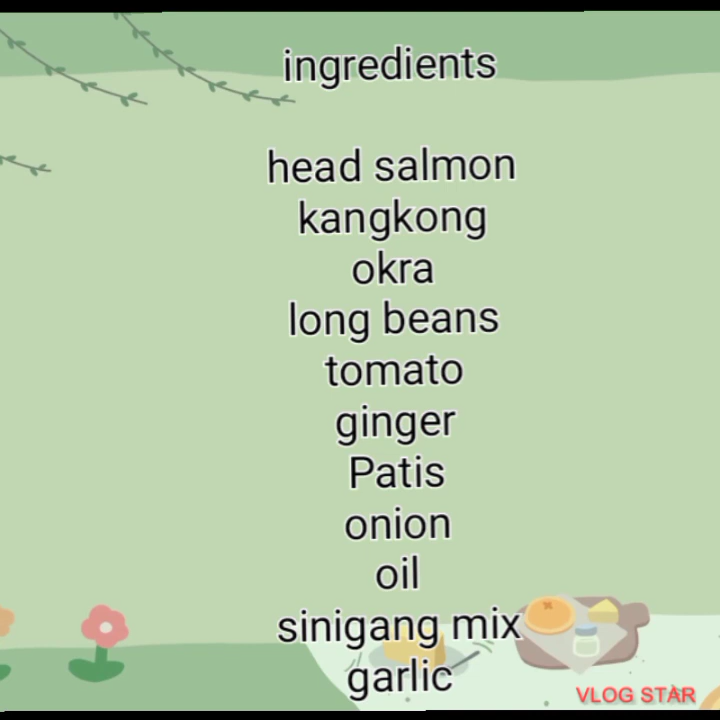 ingredients
head salmon
kangkong
okra
long beans
tomato
ginger
Patis
onion
oil
sinigang mix
garlic
VLOG STAR